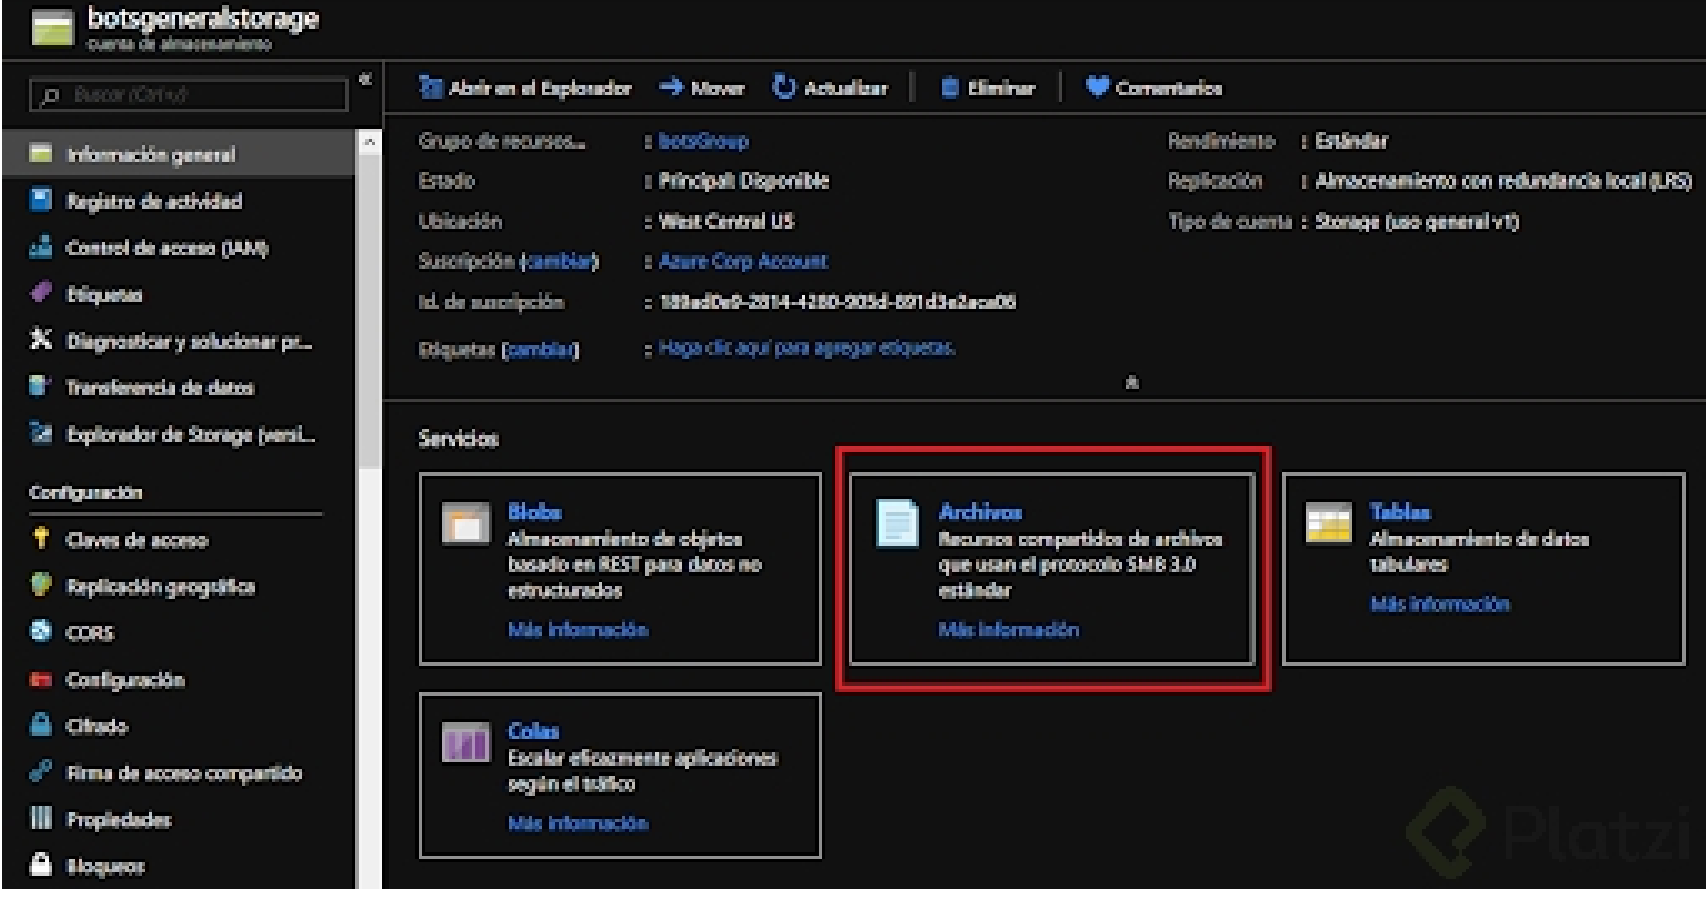 botsgeneralstorage
cuenta de almacenamiento
Buscar (Ctrl+/)
«
Abrir en el Explorador
Mover
Actualizar
Eliminar
Comentarios
Información general
Registro de actividad
Control de acceso (IAM)
Etiquetas
Diagnosticar y solucionar pr...
Transferencia de datos
Explorador de Storage (versi...
Configuración
Claves de acceso
Replicación geográfica
CORS
Configuración
Cifrado
Firma de acceso compartido
Propiedades
Bloqueos
Grupo de recursos... : botsGroup
Estado : Principal: Disponible
Ubicación : West Central US
Suscripción (cambiar) : Azure Corp Account
Id. de suscripción :
Etiquetas (cambiar) : Haga clic aquí para agregar etiquetas.
Rendimiento : Estándar
Replicación : Almacenamiento con redundancia local (LRS)
Tipo de cuenta : Storage (uso general v1)
Servicios
Blobs
Almacenamiento de objetos
basado en REST para datos no
estructurados
Más información
Archivos
Recursos compartidos de archivos
que usan el protocolo SMB 3.0
estándar
Más información
Tablas
Almacenamiento de datos
tabulares
Más información
Colas
Escalar eficazmente aplicaciones
según el tráfico
Más información
Platzi